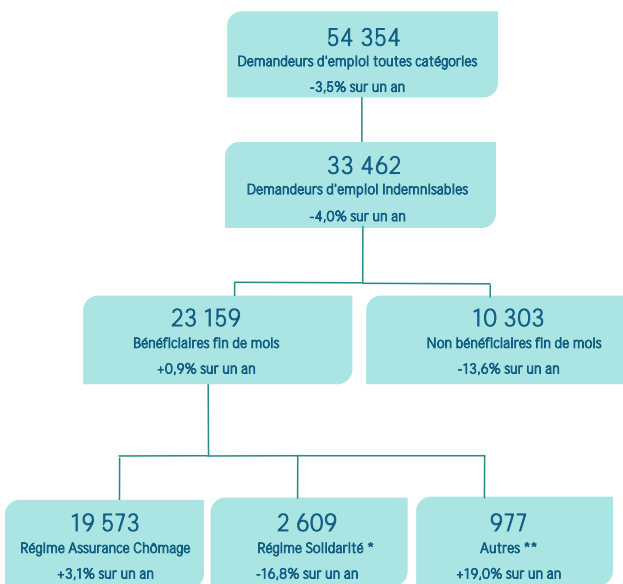 54 354
Demandeurs d'emploi toutes catégories
-3,5% sur un an
33 462
Demandeurs d'emploi Indemnisables
-4,0% sur un an
23 159
Bénéficiaires fin de mois
+0,9% sur un an
10 303
Non bénéficiaires fin de mois
-13,6% sur un an
19 573
Régime Assurance Chômage
+3,1% sur un an
2 609
Régime Solidarité *
-16,8% sur un an
977
Autres **
+19,0% sur un an